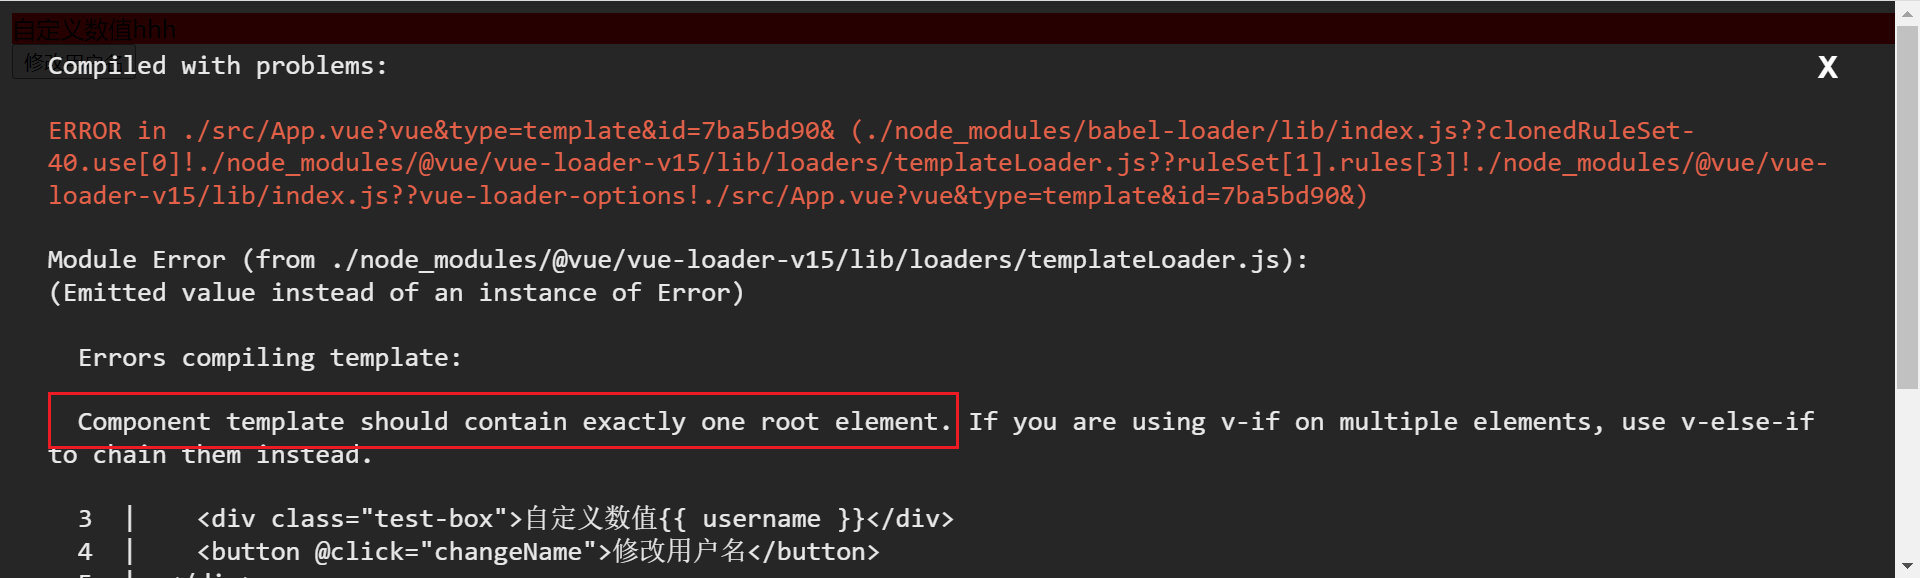 自定义数值hhh
Compiled with problems:
X
ERROR in ./src/App.vue?vue&type=template&id=7ba5bd90& (./node_modules/babel-loader/lib/index.js??clonedRuleSet-
40.use[0]!./node_modules/@vue/vue-loader-v15/lib/loaders/templateLoader.js??ruleSet[1].rules[3]!./node_modules/@vue/vue-
loader-v15/lib/index.js??vue-loader-options!./src/App.vue?vue&type=template&id=7ba5bd90&)
Module Error (from ./node_modules/@vue/vue-loader-v15/lib/loaders/templateLoader.js):
(Emitted value instead of an instance of Error)
Errors compiling template:
Component template should contain exactly one root element. If you are using v-if on multiple elements, use v-else-if
to chain them instead.
3 | <div class="test-box">自定义数值{{ username }}</div>
4 | <button @click="changeName">修改用户名</button>
5 | </div>